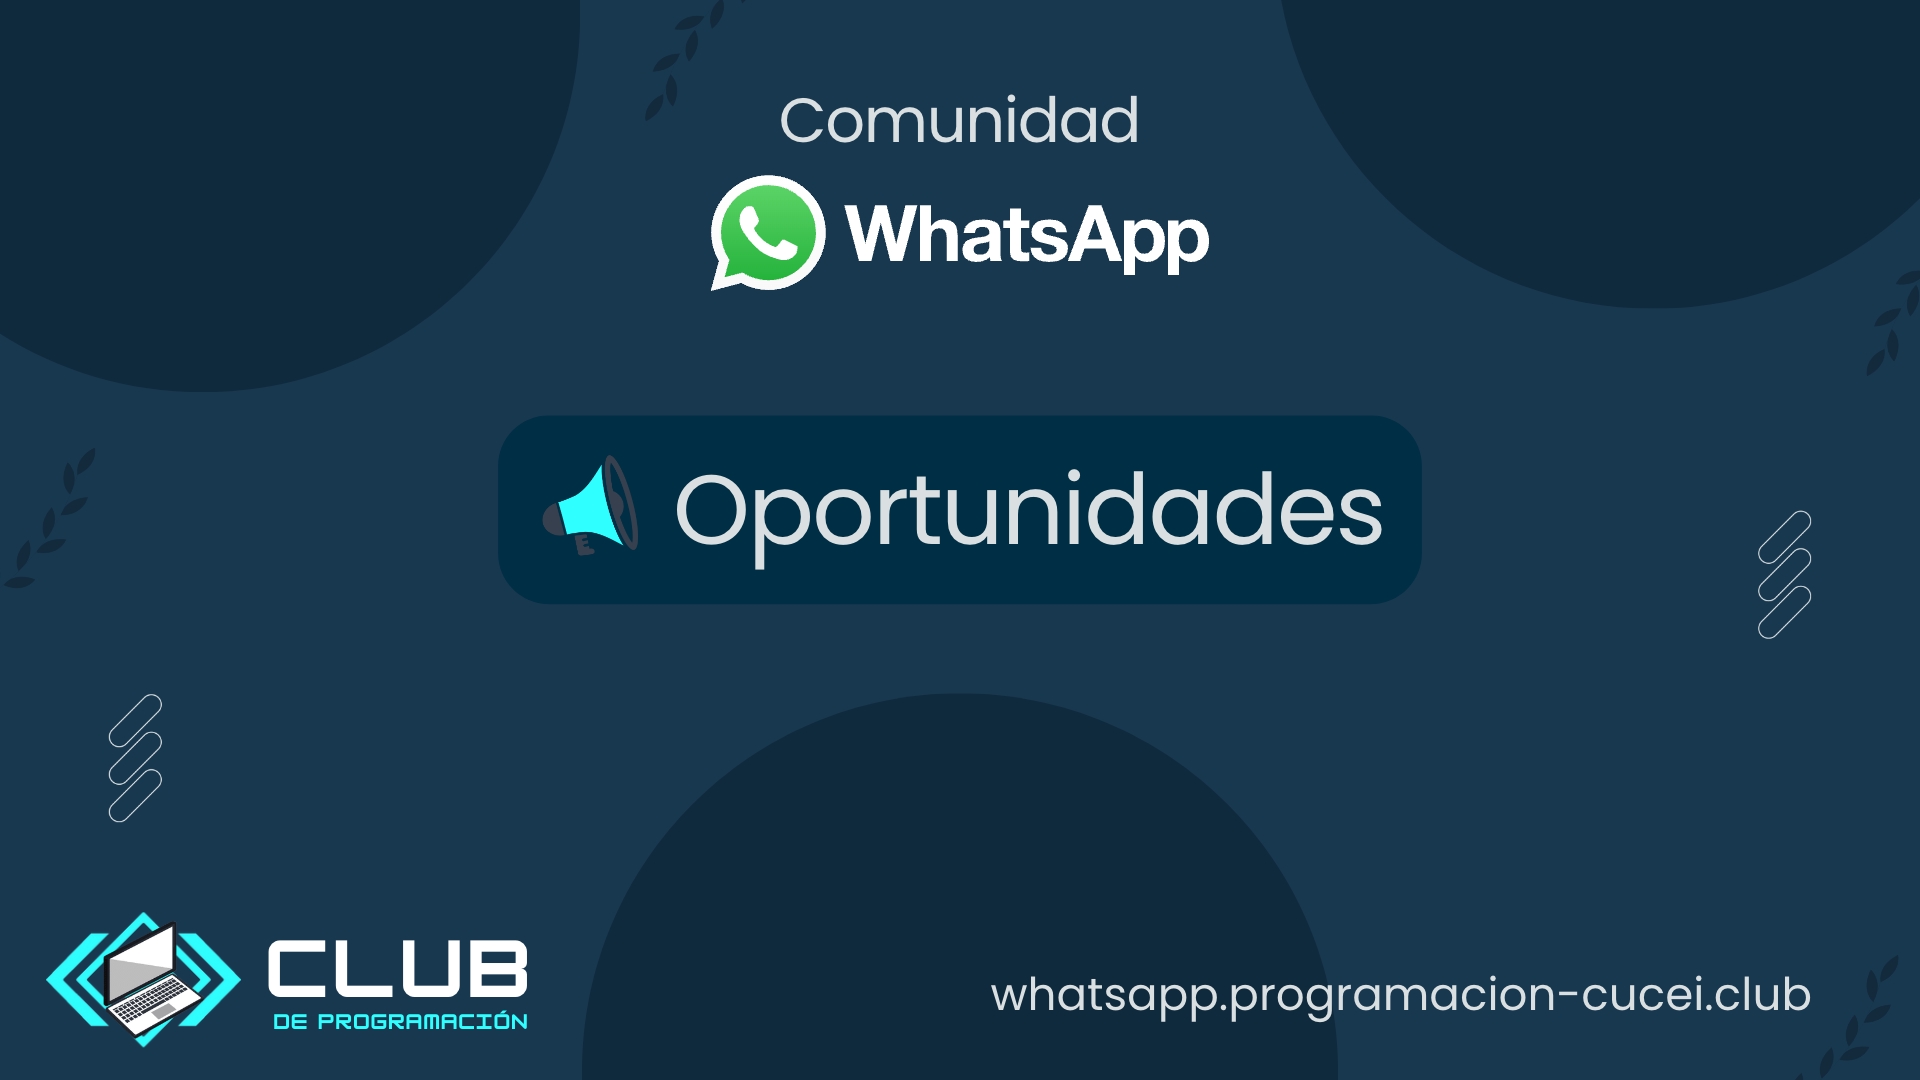 Comunidad
WhatsApp
Oportunidades
CLUB
DE PROGRAMACIÓN
whatsapp.programacion-cucei.club